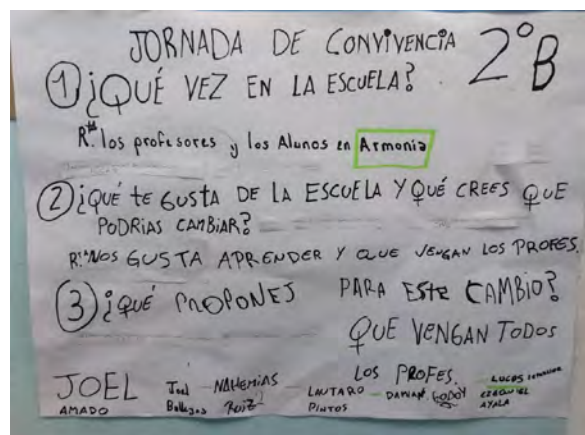 JORNADA DE CONVIVENCIA 2°B
① ¿QUÉ VEZ EN LA ESCUELA?
R.ta los profesores y los Alunos en Armonia
② ¿QUÉ tE GUSTA DE LA ESCUELA Y QUÉ CREES QUE
PODRIAS CAMBIAR?
R.ta NOS GUSTA APRENDER Y QUE VENGAN LOS PROFES.
③ ¿QUÉ PROPONES PARA EStE CAMBIO?
QUE VENGAN TODOS
LOS PROFES.
JOEL AMADO
Joel
NAHEMIAS RUIZ
LAUTARO PINTOS
DAMIAN GODOY
LUCAS
EZEQUIEL AYALA